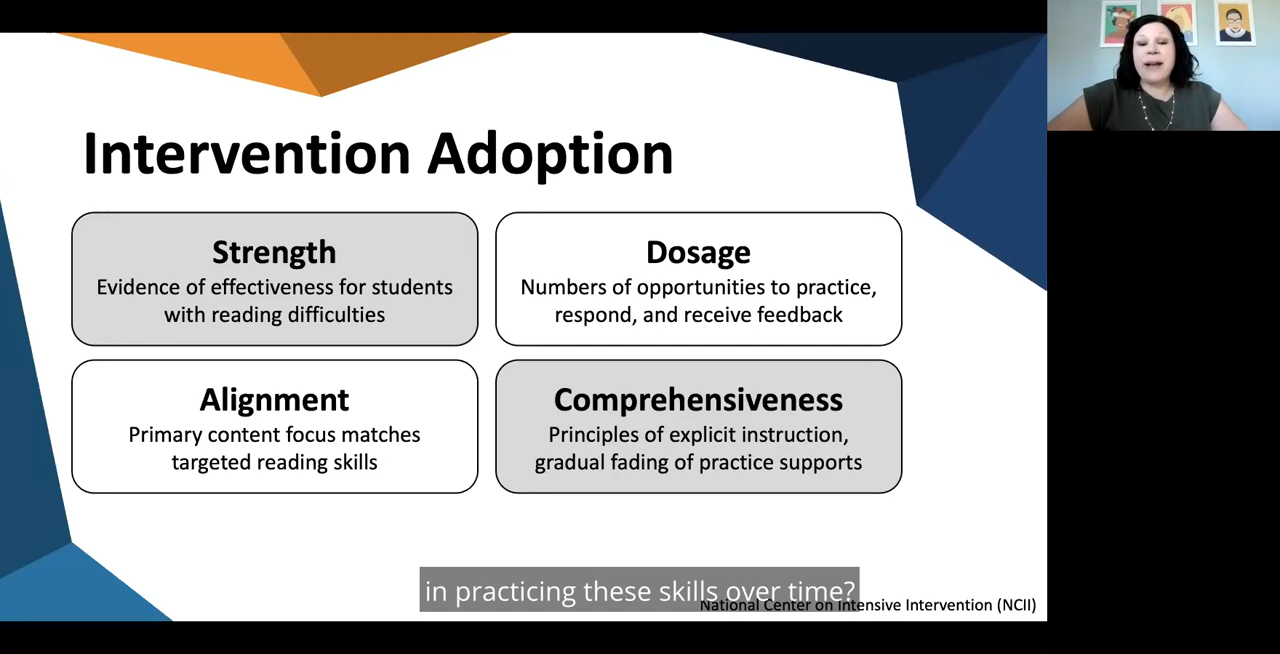 Intervention Adoption
Strength
Evidence of effectiveness for students
with reading difficulties
Dosage
Numbers of opportunities to practice,
respond, and receive feedback
Alignment
Primary content focus matches
targeted reading skills
Comprehensiveness
Principles of explicit instruction,
gradual fading of practice supports
in practicing these skills over time?
National Center on Intensive Intervention (NCII)